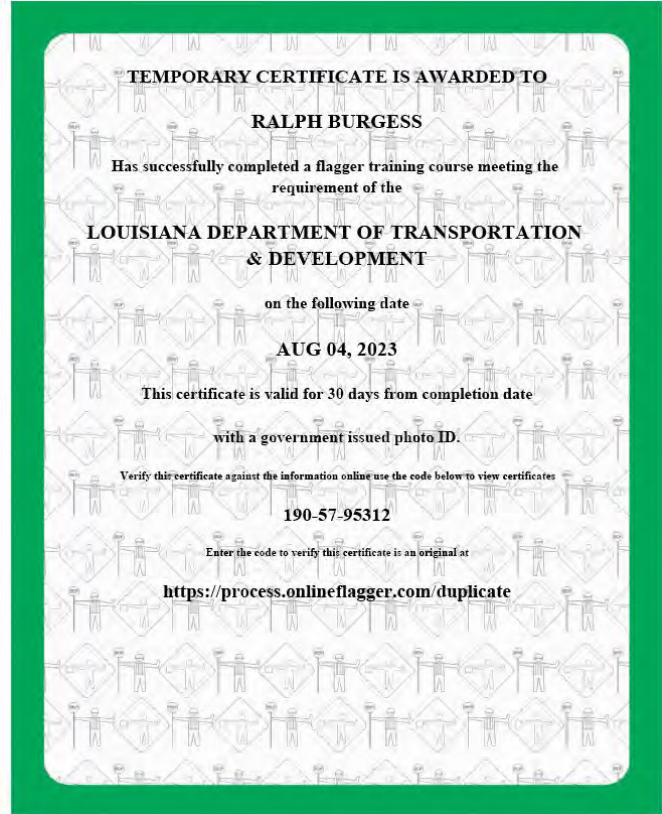 TEMPORARY CERTIFICATE IS AWARDED TO
RALPH BURGESS
Has successfully completed a flagger training course meeting the
requirement of the
LOUISIANA DEPARTMENT OF TRANSPORTATION
& DEVELOPMENT
on the following date
AUG 04, 2023
This certificate is valid for 30 days from completion date
with a government issued photo ID.
Verify this certificate against the information online use the code below to view certificates
190-57-95312
Enter the code to verify this certificate is an original at
https://process.onlineflagger.com/duplicate